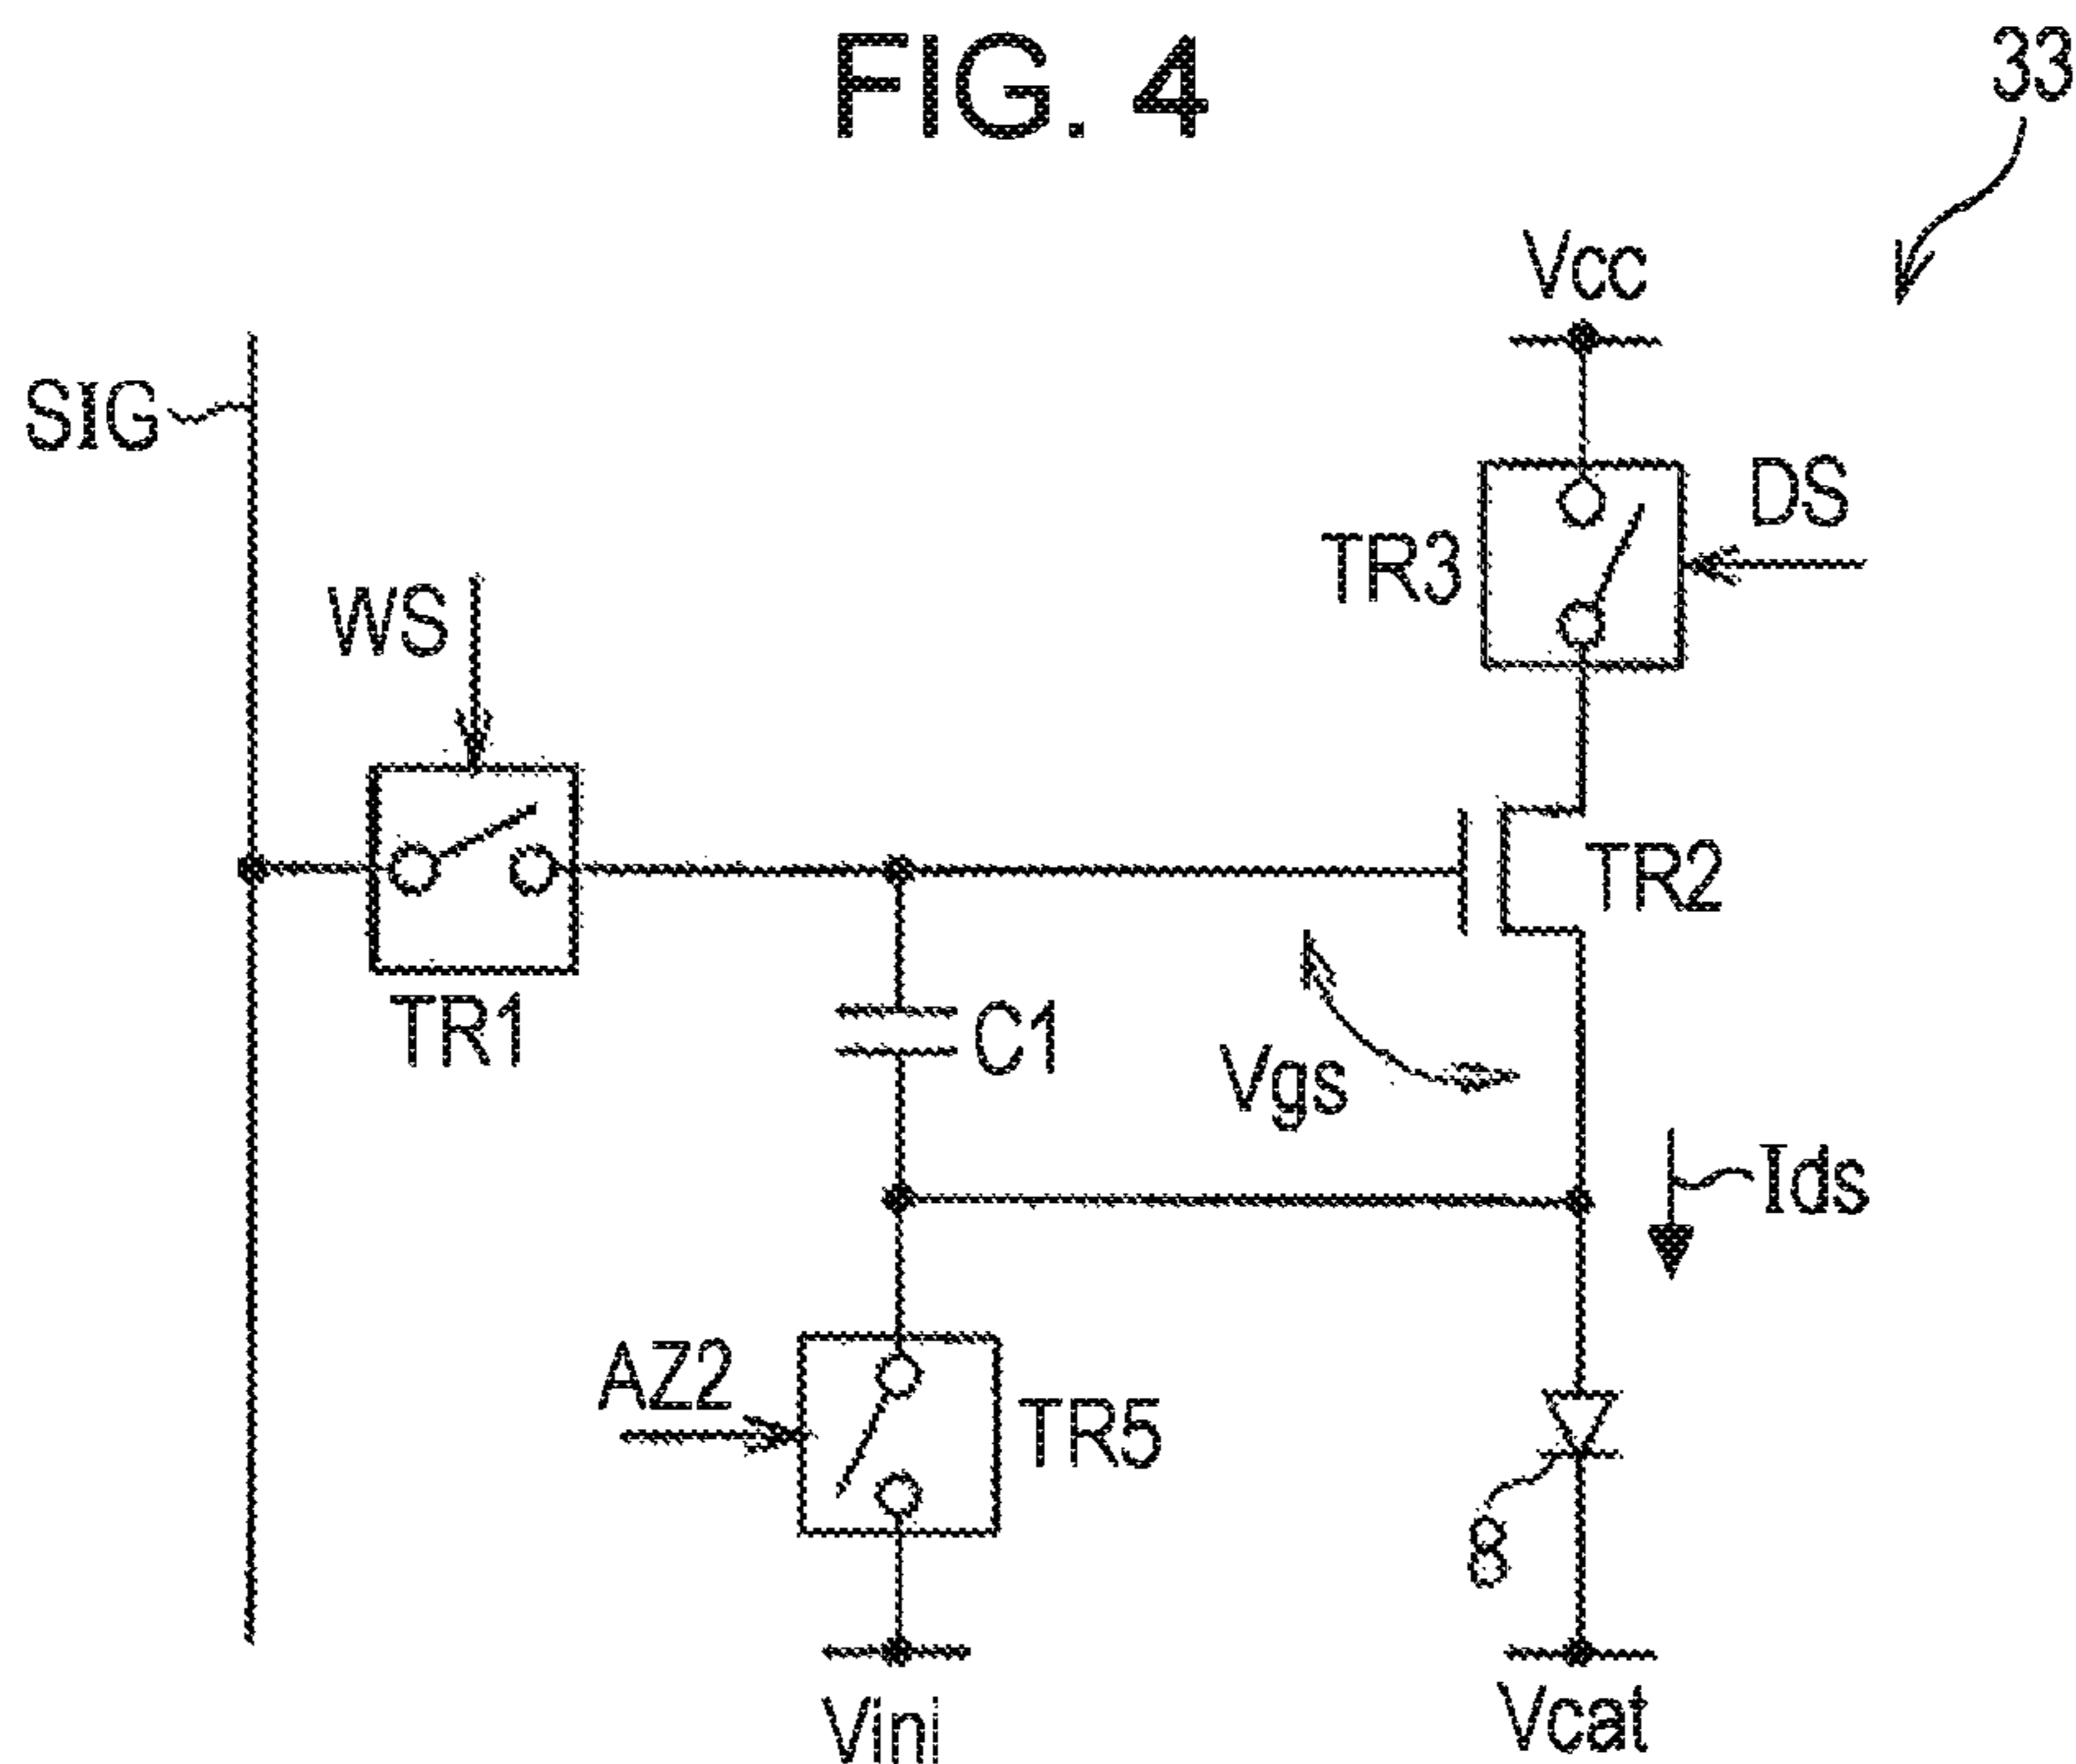 FIG. 4
33
Vcc
SIG
DS
TR3
WS
TR2
TR1
C1
Vgs
Ids
AZ2
TR5
8
Vini
Vcat